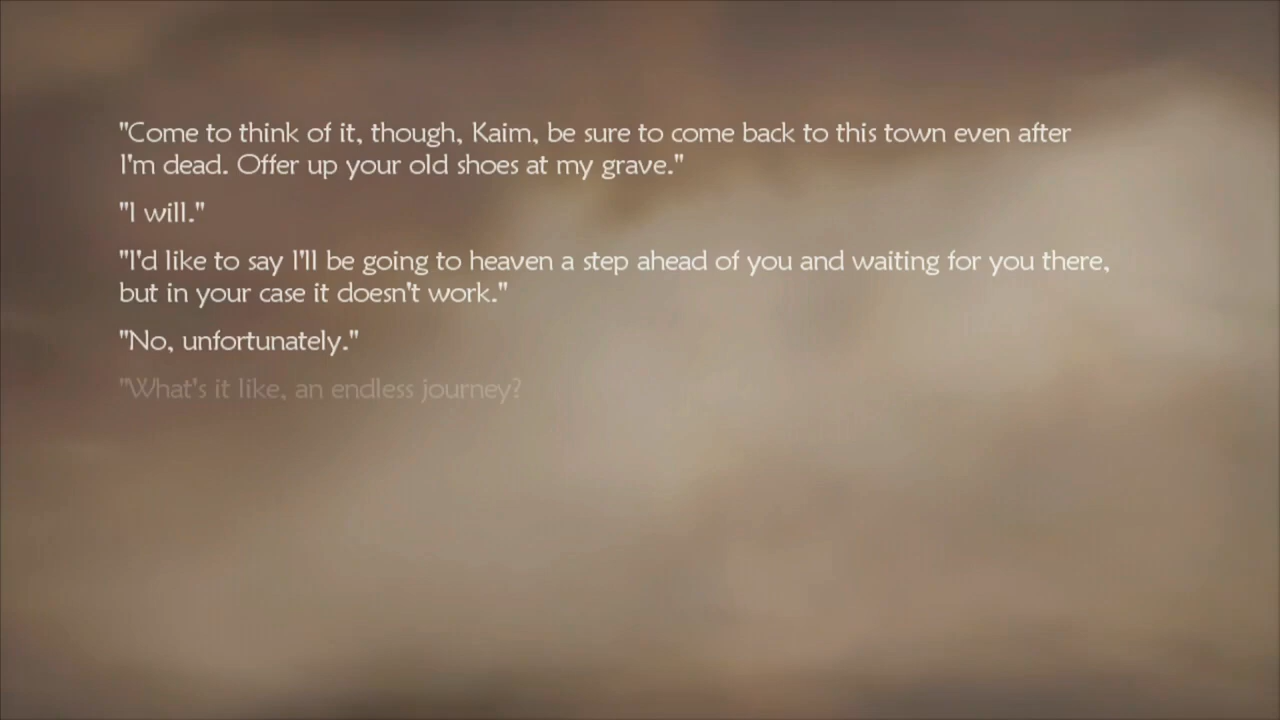 "Come to think of it, though, Kaim, be sure to come back to this town even after
I'm dead. Offer up your old shoes at my grave."
"I will."
"I'd like to say I'll be going to heaven a step ahead of you and waiting for you there,
but in your case it doesn't work."
"No, unfortunately."
"What's it like, an endless journey?